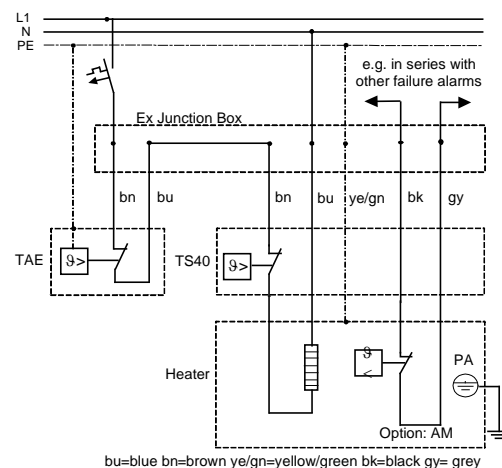 L1
N
PE
e.g. in series with
other failure alarms
Ex Junction Box
bn bu bn bu ye/gn bk gy
TAE ϑ> TS40 ϑ>
Heater ϑ
< PA
Option: AM
bu=blue bn=brown ye/gn=yellow/green bk=black gy= grey